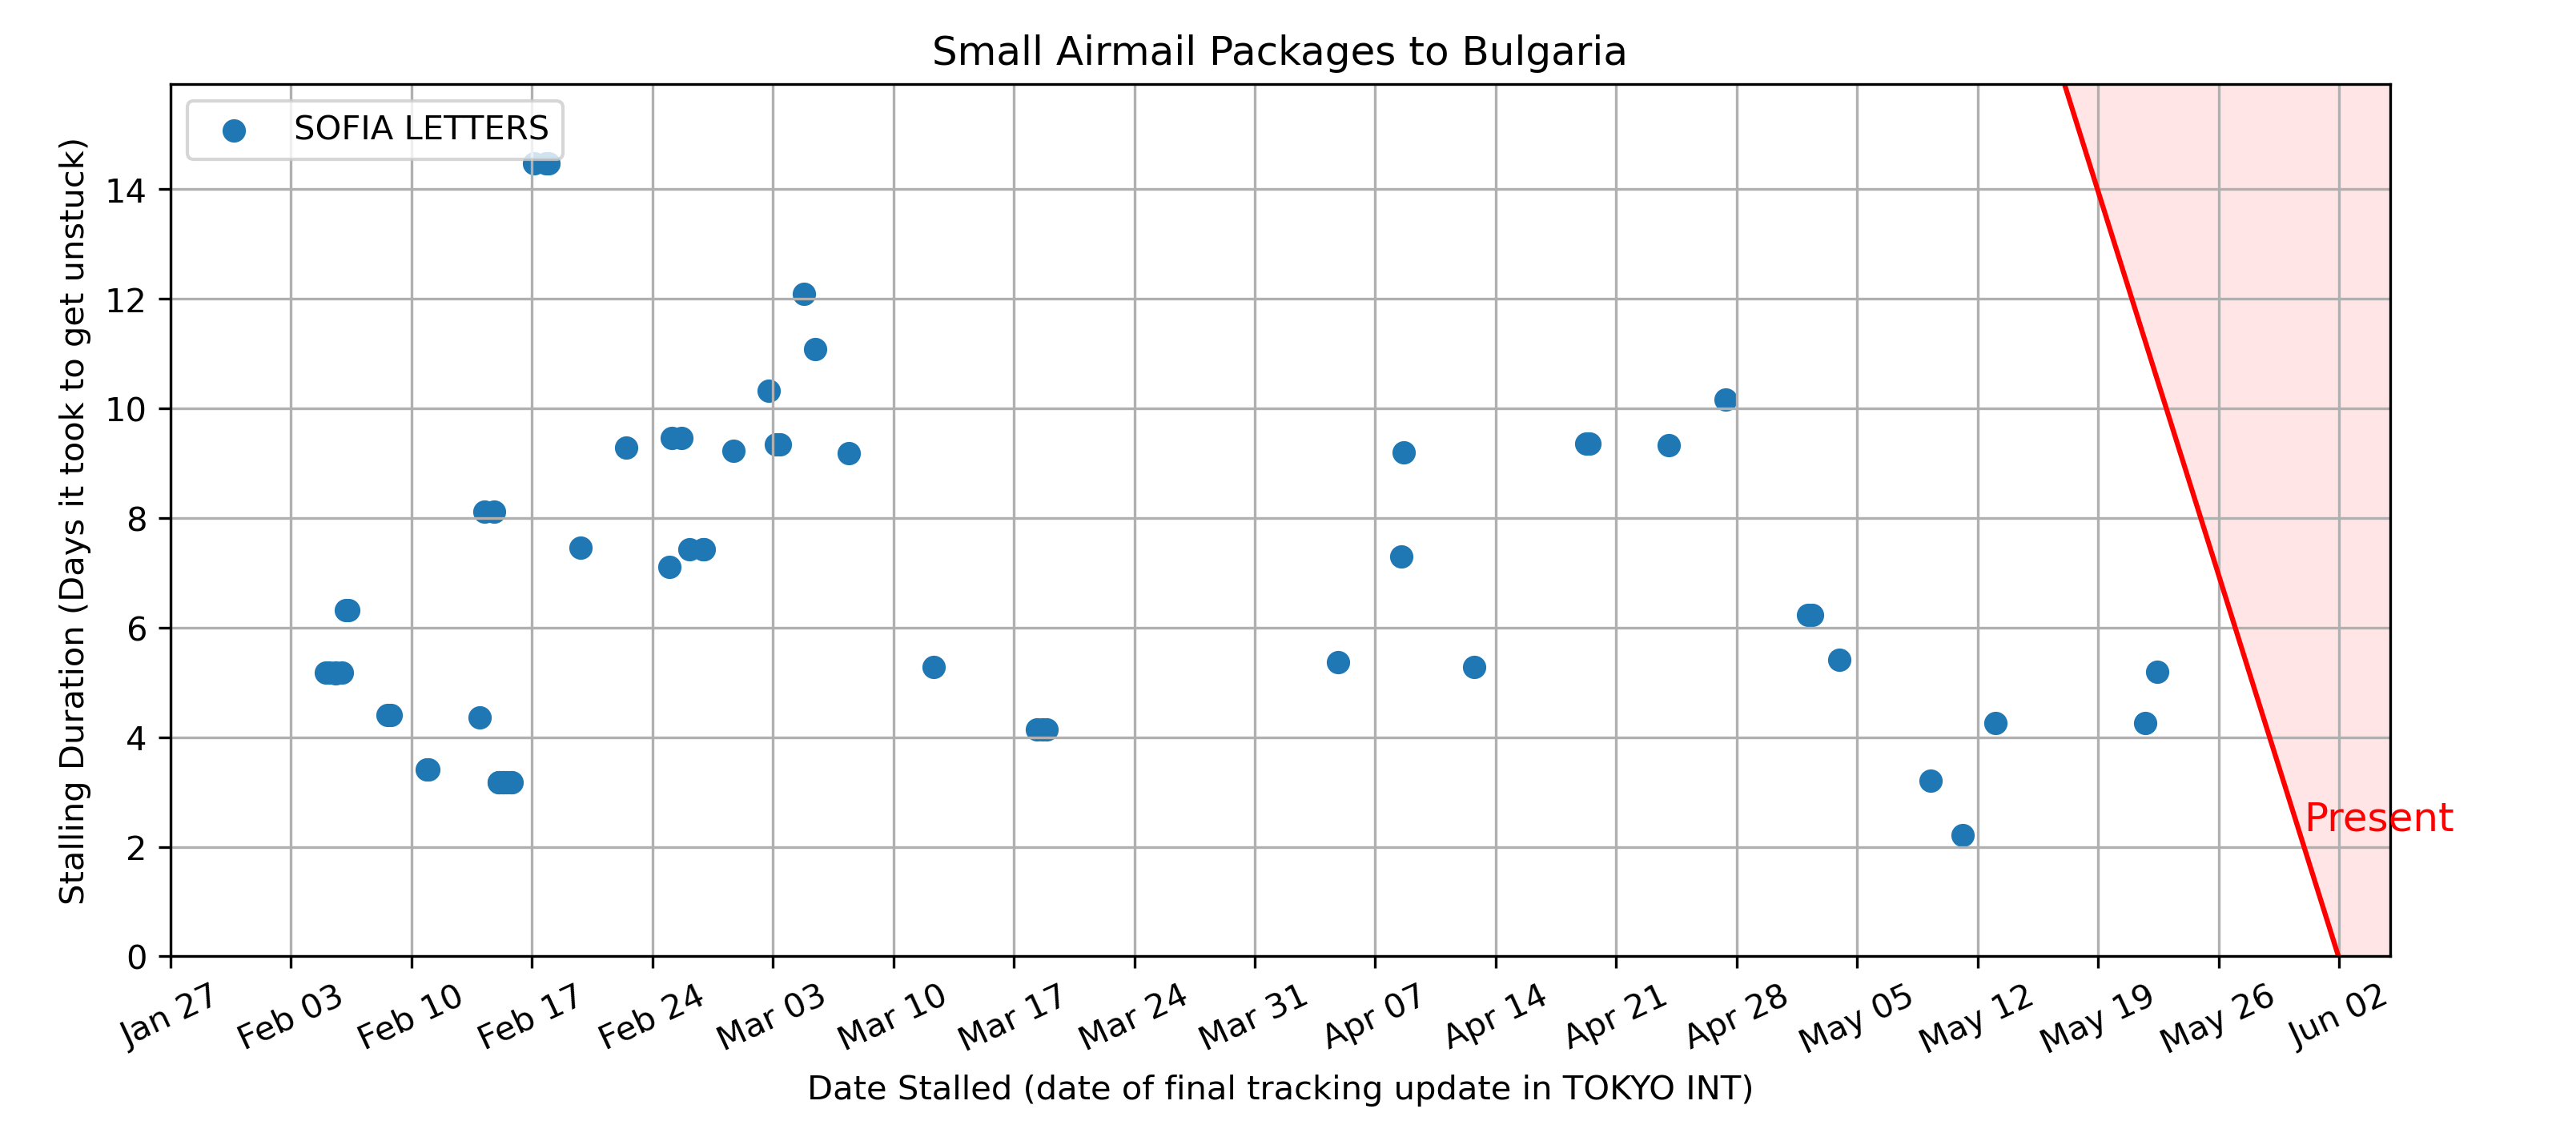 Small Airmail Packages to Bulgaria
SOFIA LETTERS
Stalling Duration (Days it took to get unstuck)
14
12
10
8
6
4
2
0
Present
Jan 27 Feb 03 Feb 10 Feb 17 Feb 24 Mar 03 Mar 10 Mar 17 Mar 24 Mar 31 Apr 07 Apr 14 Apr 21 Apr 28 May 05 May 12 May 19 May 26 Jun 02
Date Stalled (date of final tracking update in TOKYO INT)